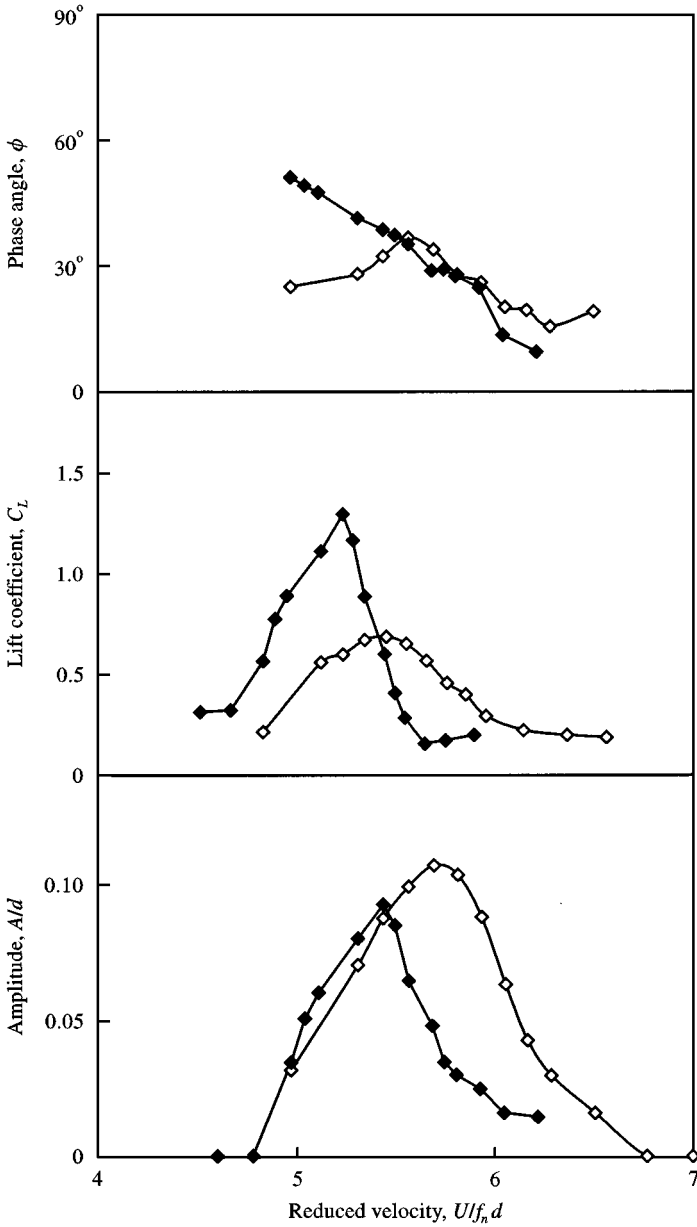 90°
60°
30°
0
Phase angle, ϕ
1.5
1.0
0.5
0
Lift coefficient, C_L
0.10
0.05
0
Amplitude, A/d
4 5 6 7
Reduced velocity, U/f_n d